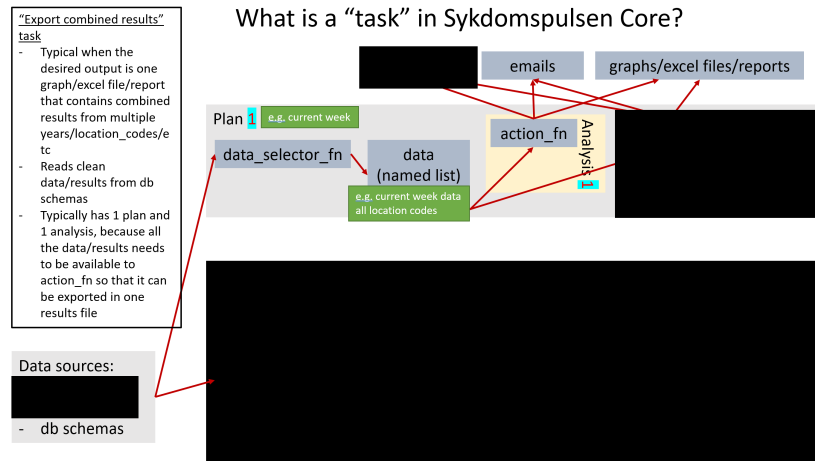 What is a “task” in Sykdomspulsen Core?
“Export combined results”
task
- Typical when the
desired output is one
graph/excel file/report
that contains combined
results from multiple
years/location_codes/e
tc
- Reads clean
data/results from db
schemas
- Typically has 1 plan and
1 analysis, because all
the data/results needs
to be available to
action_fn so that it can
be exported in one
results file
emails
graphs/excel files/reports
Plan 1
e.g. current week
data_selector_fn
data
(named list)
e.g. current week data
all location codes
action_fn
Analysis 1
Data sources:
- db schemas